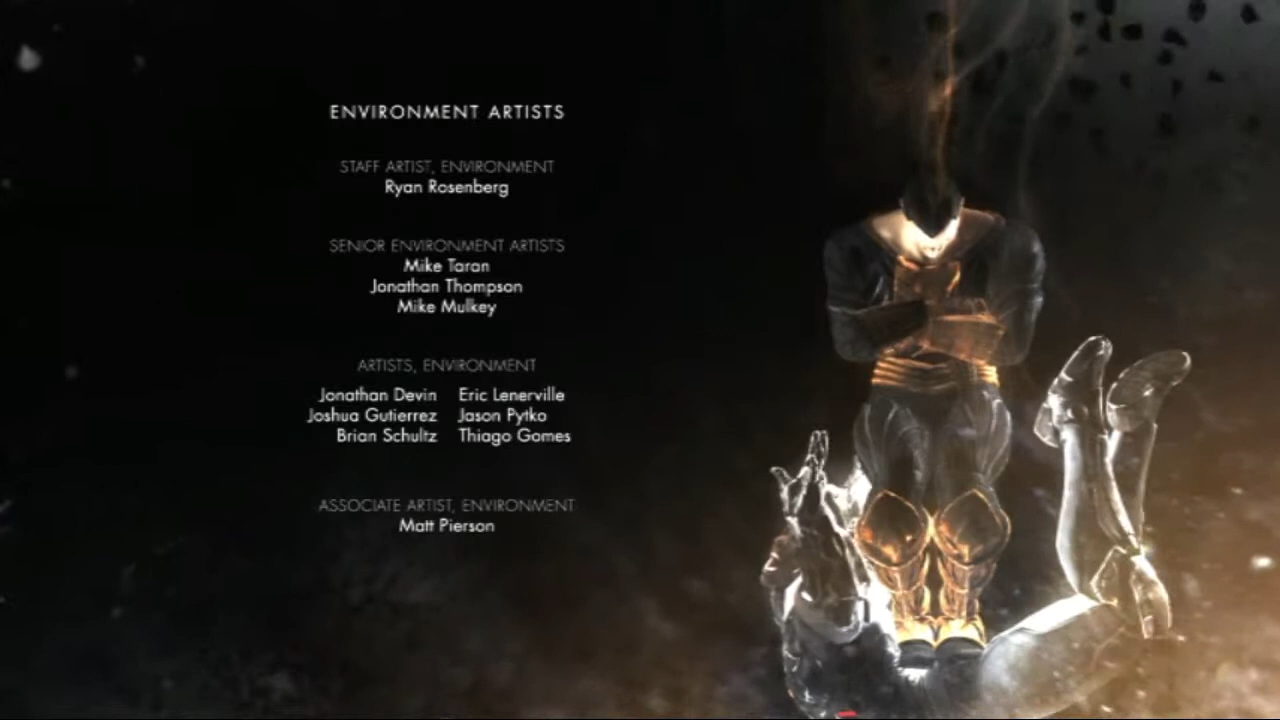 ENVIRONMENT ARTISTS
STAFF ARTIST, ENVIRONMENT
Ryan Rosenberg
SENIOR ENVIRONMENT ARTISTS
Mike Taran
Jonathan Thompson
Mike Mulkey
ARTISTS, ENVIRONMENT
Jonathan Devin Eric Lenerville
Joshua Gutierrez Jason Pytko
Brian Schultz Thiago Gomes
ASSOCIATE ARTIST, ENVIRONMENT
Matt Pierson